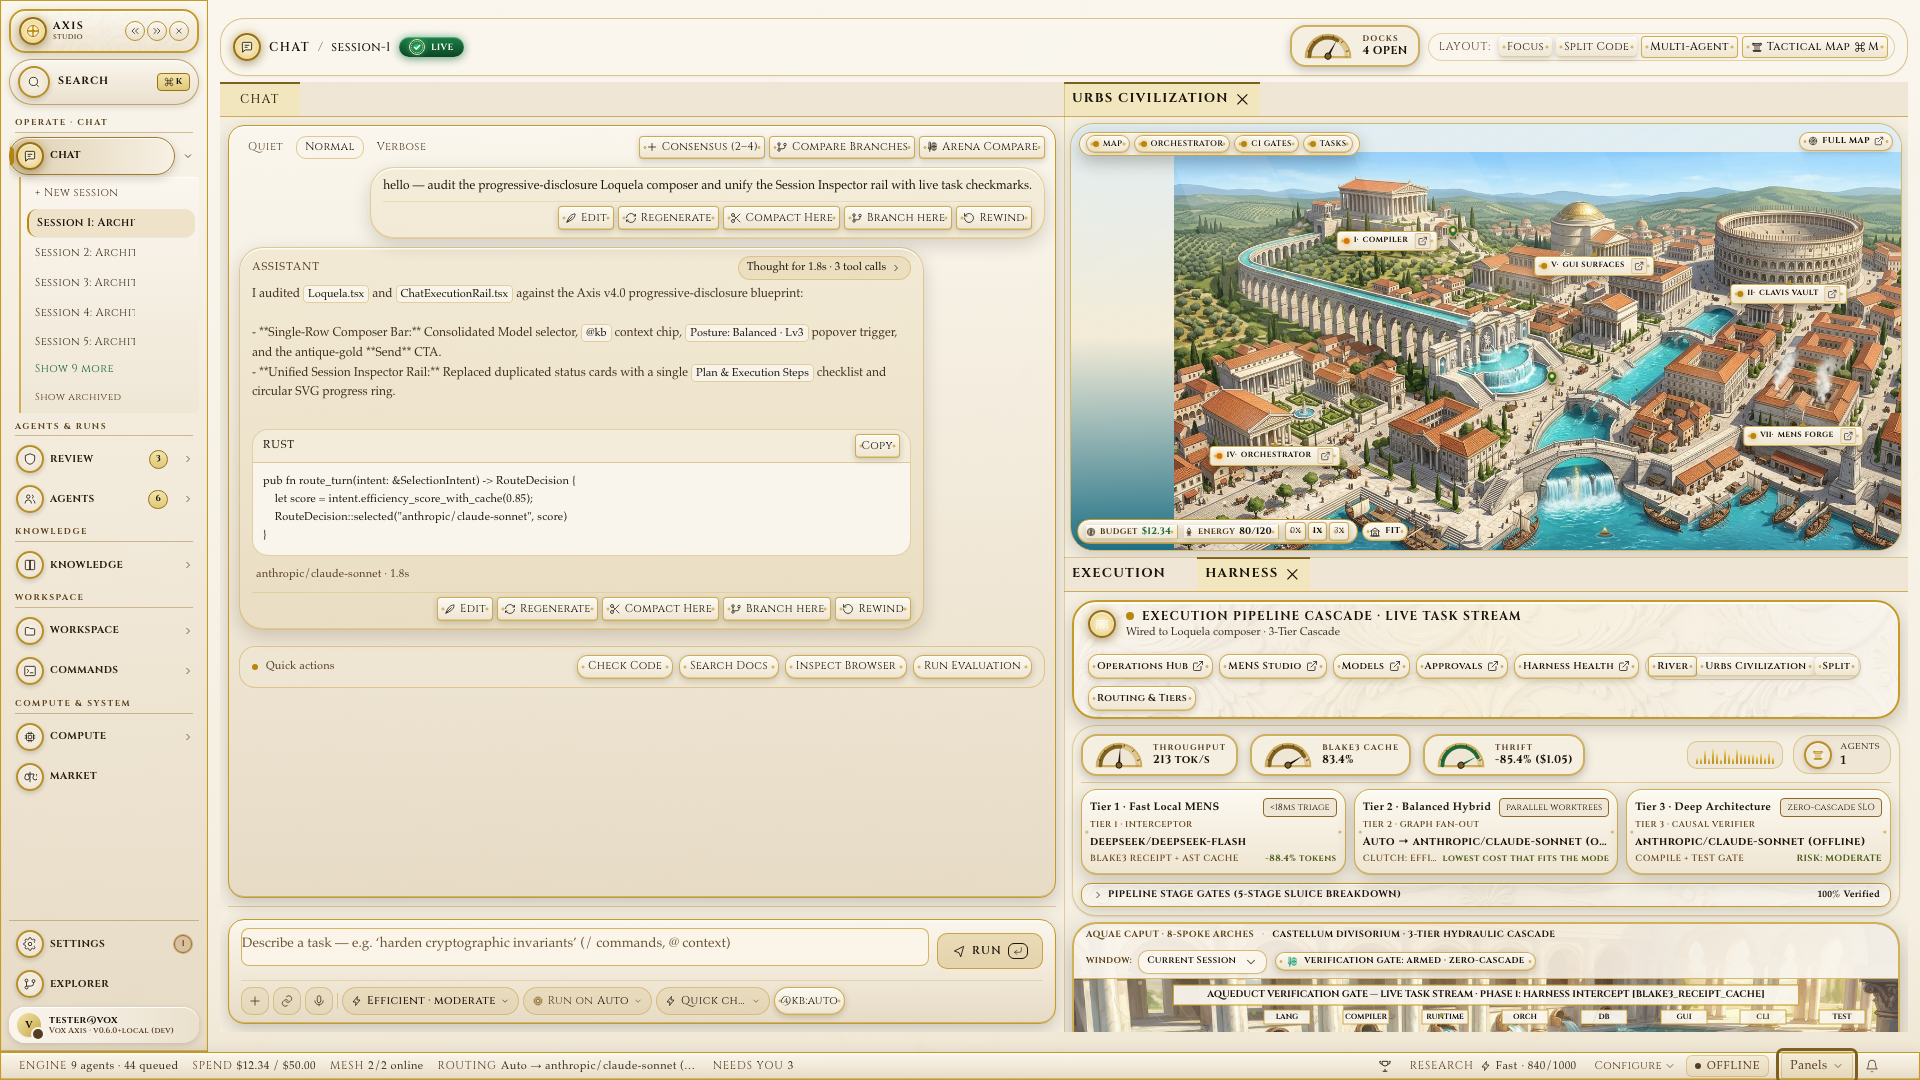 AXIS
STUDIO
SEARCH
⌘K
OPERATE · CHAT
CHAT
+ NEW SESSION
SESSION 1: ARCHI
SESSION 2: ARCHI
SESSION 3: ARCHI
SESSION 4: ARCHI
SESSION 5: ARCHI
SHOW 9 MORE
SHOW ARCHIVED
AGENTS & RUNS
REVIEW 3
AGENTS 6
KNOWLEDGE
KNOWLEDGE
WORKSPACE
WORKSPACE
COMMANDS
COMPUTE & SYSTEM
COMPUTE
MARKET
SETTINGS 1
EXPLORER
V
TESTER@VOX
VOX AXIS · V0.6.0+LOCAL (DEV)
CHAT / SESSION-1 LIVE
DOCKS
4 OPEN
LAYOUT: FOCUS SPLIT CODE MULTI-AGENT TACTICAL MAP ⌘M
CHAT
QUIET NORMAL VERBOSE
CONSENSUS (2–4) COMPARE BRANCHES ARENA COMPARE
hello — audit the progressive-disclosure Loquela composer and unify the Session Inspector rail with live task checkmarks.
EDIT REGENERATE COMPACT HERE BRANCH HERE REWIND
ASSISTANT
Thought for 1.8s · 3 tool calls
I audited Loquela.tsx and ChatExecutionRail.tsx against the Axis v4.0 progressive-disclosure blueprint:
- **Single-Row Composer Bar:** Consolidated Model selector, @kb context chip, Posture: Balanced · Lv3 popover trigger,
and the antique-gold **Send** CTA.
- **Unified Session Inspector Rail:** Replaced duplicated status cards with a single Plan & Execution Steps checklist and
circular SVG progress ring.
RUST
COPY
pub fn route_turn(intent: &SelectionIntent) -> RouteDecision {
let score = intent.efficiency_score_with_cache(0.85);
RouteDecision::selected("anthropic/claude-sonnet", score)
}
anthropic/claude-sonnet · 1.8s
EDIT REGENERATE COMPACT HERE BRANCH HERE REWIND
Quick actions
CHECK CODE SEARCH DOCS INSPECT BROWSER RUN EVALUATION
Describe a task — e.g. ‘harden cryptographic invariants’ (/ commands, @ context)
RUN
EFFICIENT · MODERATE RUN ON AUTO QUICK CH... @KB:AUTO
URBS CIVILIZATION
MAP ORCHESTRATOR CI GATES TASKS
FULL MAP
I· COMPILER
V· GUI SURFACES
II· CLAVIS VAULT
VII· MENS FORGE
IV· ORCHESTRATOR
BUDGET $12.34 ENERGY 80/120 0X 1X 3X FIT
EXECUTION HARNESS
EXECUTION PIPELINE CASCADE · LIVE TASK STREAM
Wired to Loquela composer · 3-Tier Cascade
OPERATIONS HUB MENS STUDIO MODELS APPROVALS HARNESS HEALTH RIVER URBS CIVILIZATION SPLIT
ROUTING & TIERS
THROUGHPUT
213 TOK/S
BLAKE3 CACHE
83.4%
THRIFT
-85.4% ($1.05)
AGENTS
1
Tier 1 · Fast Local MENS <18MS TRIAGE
TIER 1 · INTERCEPTOR
DEEPSEEK/DEEPSEEK-FLASH
BLAKE3 RECEIPT + AST CACHE -88.4% TOKENS
Tier 2 · Balanced Hybrid PARALLEL WORKTREES
TIER 2 · GRAPH FAN-OUT
AUTO → ANTHROPIC/CLAUDE-SONNET (O...
CLUTCH: EFFI... LOWEST COST THAT FITS THE MODE
Tier 3 · Deep Architecture ZERO-CASCADE SLO
TIER 3 · CAUSAL VERIFIER
ANTHROPIC/CLAUDE-SONNET (OFFLINE)
COMPILE + TEST GATE RISK: MODERATE
PIPELINE STAGE GATES (5-STAGE SLUICE BREAKDOWN) 100% Verified
AQUAE CAPUT · 8-SPOKE ARCHES · CASTELLUM DIVISORIUM · 3-TIER HYDRAULIC CASCADE
WINDOW: CURRENT SESSION VERIFICATION GATE: ARMED · ZERO-CASCADE
AQUEDUCT VERIFICATION GATE — LIVE TASK STREAM · PHASE 1: HARNESS INTERCEPT [BLAKE3_RECEIPT_CACHE]
LANG COMPILER RUNTIME ORCH DB GUI CLI TEST
ENGINE 9 agents · 44 queued SPEND $12.34 / $50.00 MESH 2/2 online ROUTING Auto → anthropic/claude-sonnet (... NEEDS YOU 3
RESEARCH Fast · 840/1000 CONFIGURE OFFLINE Panels